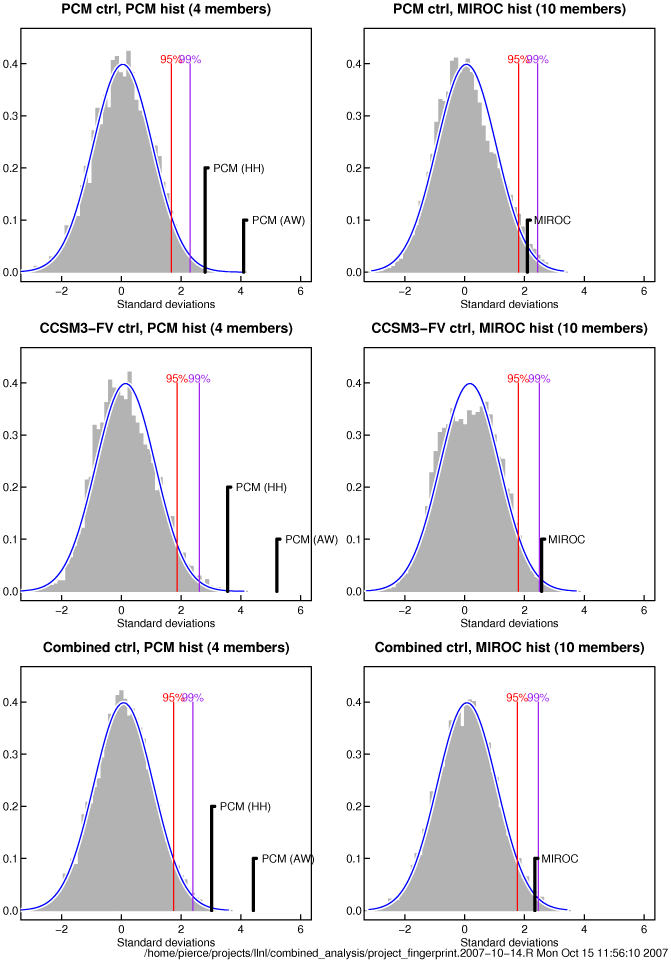 PCM ctrl, PCM hist (4 members)
0.4
0.3
0.2
0.1
0.0
95%
99%
PCM (HH)
PCM (AW)
−2 0 2 4 6
Standard deviations
PCM ctrl, MIROC hist (10 members)
0.4
0.3
0.2
0.1
0.0
95%
99%
MIROC
−2 0 2 4 6
Standard deviations
CCSM3−FV ctrl, PCM hist (4 members)
0.4
0.3
0.2
0.1
0.0
95%
99%
PCM (HH)
PCM (AW)
−2 0 2 4 6
Standard deviations
CCSM3−FV ctrl, MIROC hist (10 members)
0.4
0.3
0.2
0.1
0.0
95%
99%
MIROC
−2 0 2 4 6
Standard deviations
Combined ctrl, PCM hist (4 members)
0.4
0.3
0.2
0.1
0.0
95%
99%
PCM (HH)
PCM (AW)
−2 0 2 4 6
Standard deviations
Combined ctrl, MIROC hist (10 members)
0.4
0.3
0.2
0.1
0.0
95%
99%
MIROC
−2 0 2 4 6
Standard deviations
/home/pierce/projects/llnl/combined_analysis/project_fingerprint.2007−10−14.R Mon Oct 15 11:56:10 2007